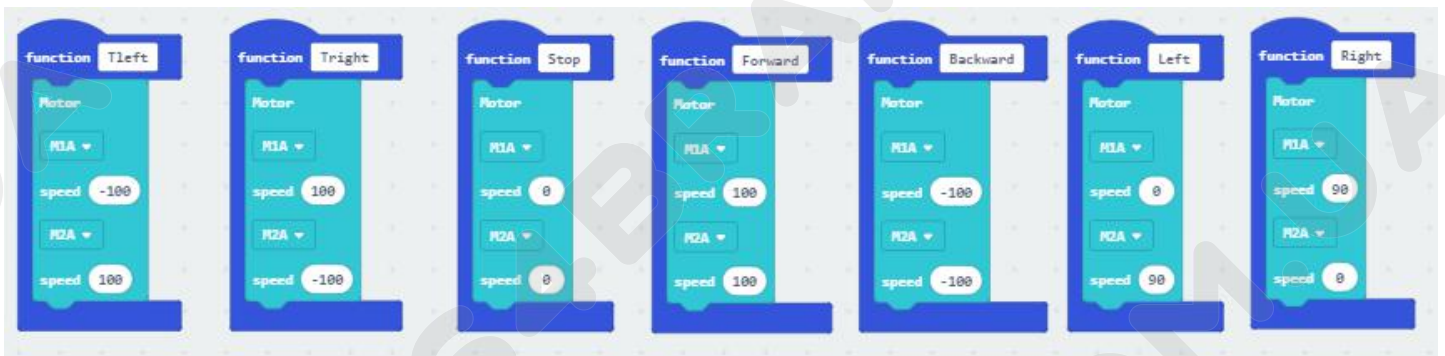 function Tleft
Motor
M1A
speed -100
M2A
speed 100
function Tright
Motor
M1A
speed 100
M2A
speed -100
function Stop
Motor
M1A
speed 0
M2A
speed 0
function Forward
Motor
M1A
speed 100
M2A
speed 100
function Backward
Motor
M1A
speed -100
M2A
speed -100
function Left
Motor
M1A
speed 0
M2A
speed 90
function Right
Motor
M1A
speed 90
M2A
speed 0